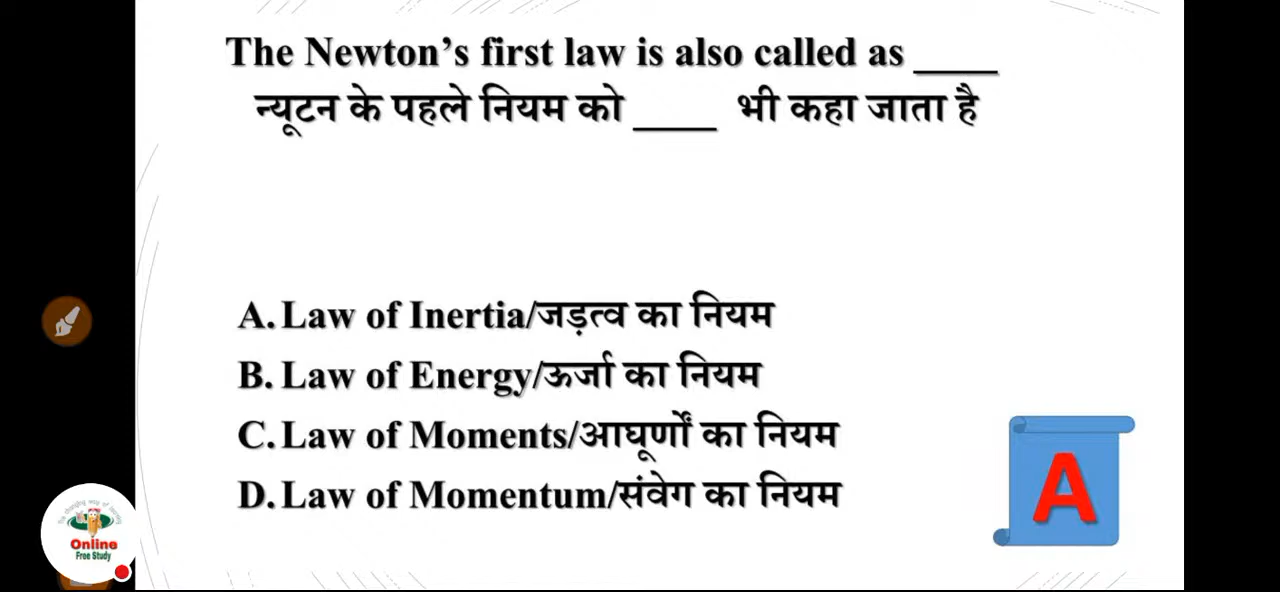 The Newton's first law is also called as ____
न्यूटन के पहले नियम को ____ भी कहा जाता है
A. Law of Inertia/जड़त्व का नियम
B. Law of Energy/ऊर्जा का नियम
C. Law of Moments/आघूर्णों का नियम
D. Law of Momentum/संवेग का नियम
A
Online
Free Study